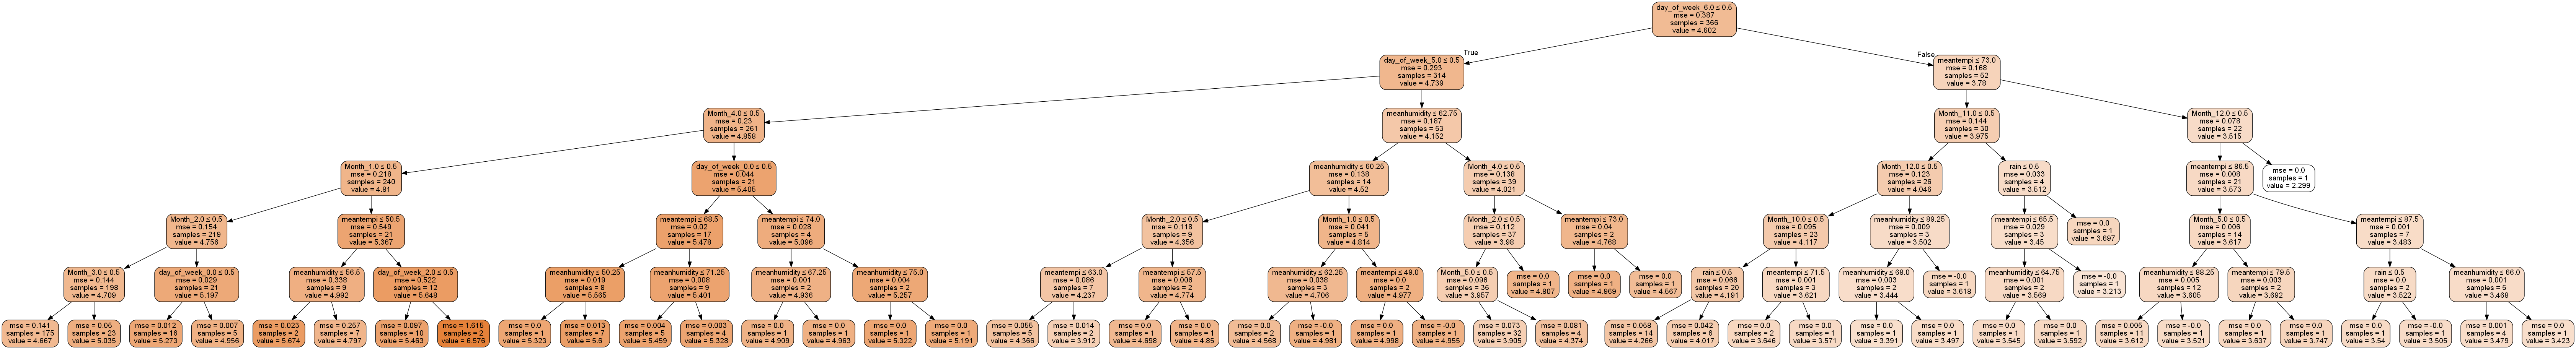 day_of_week_6.0 ≤ 0.5
mse = 0.387
samples = 366
value = 4.602
True
False
day_of_week_5.0 ≤ 0.5
mse = 0.293
samples = 314
value = 4.739
meantempi ≤ 73.0
mse = 0.168
samples = 52
value = 3.78
Month_4.0 ≤ 0.5
mse = 0.23
samples = 261
value = 4.858
meanhumidity ≤ 62.75
mse = 0.187
samples = 53
value = 4.152
Month_11.0 ≤ 0.5
mse = 0.144
samples = 30
value = 3.975
Month_12.0 ≤ 0.5
mse = 0.078
samples = 22
value = 3.515
Month_1.0 ≤ 0.5
mse = 0.218
samples = 240
value = 4.81
day_of_week_0.0 ≤ 0.5
mse = 0.044
samples = 21
value = 5.405
meanhumidity ≤ 60.25
mse = 0.138
samples = 14
value = 4.52
Month_4.0 ≤ 0.5
mse = 0.138
samples = 39
value = 4.021
Month_12.0 ≤ 0.5
mse = 0.123
samples = 26
value = 4.046
rain ≤ 0.5
mse = 0.033
samples = 4
value = 3.512
meantempi ≤ 86.5
mse = 0.008
samples = 21
value = 3.573
mse = 0.0
samples = 1
value = 2.299
Month_2.0 ≤ 0.5
mse = 0.154
samples = 219
value = 4.756
meantempi ≤ 50.5
mse = 0.549
samples = 21
value = 5.367
meantempi ≤ 68.5
mse = 0.02
samples = 17
value = 5.478
meantempi ≤ 74.0
mse = 0.028
samples = 4
value = 5.096
Month_2.0 ≤ 0.5
mse = 0.118
samples = 9
value = 4.356
Month_1.0 ≤ 0.5
mse = 0.041
samples = 5
value = 4.814
Month_2.0 ≤ 0.5
mse = 0.112
samples = 37
value = 3.98
meantempi ≤ 73.0
mse = 0.04
samples = 2
value = 4.768
Month_10.0 ≤ 0.5
mse = 0.095
samples = 23
value = 4.117
meanhumidity ≤ 89.25
mse = 0.009
samples = 3
value = 3.502
meantempi ≤ 65.5
mse = 0.029
samples = 3
value = 3.45
mse = 0.0
samples = 1
value = 3.697
Month_5.0 ≤ 0.5
mse = 0.006
samples = 14
value = 3.617
meantempi ≤ 87.5
mse = 0.001
samples = 7
value = 3.483
Month_3.0 ≤ 0.5
mse = 0.144
samples = 198
value = 4.709
day_of_week_0.0 ≤ 0.5
mse = 0.029
samples = 21
value = 5.197
meanhumidity ≤ 56.5
mse = 0.338
samples = 9
value = 4.992
day_of_week_2.0 ≤ 0.5
mse = 0.522
samples = 12
value = 5.648
meanhumidity ≤ 50.25
mse = 0.019
samples = 8
value = 5.565
meanhumidity ≤ 71.25
mse = 0.008
samples = 9
value = 5.401
meanhumidity ≤ 67.25
mse = 0.001
samples = 2
value = 4.936
meanhumidity ≤ 75.0
mse = 0.004
samples = 2
value = 5.257
meantempi ≤ 63.0
mse = 0.086
samples = 7
value = 4.237
meantempi ≤ 57.5
mse = 0.006
samples = 2
value = 4.774
meanhumidity ≤ 62.25
mse = 0.038
samples = 3
value = 4.706
meantempi ≤ 49.0
mse = 0.0
samples = 2
value = 4.977
Month_5.0 ≤ 0.5
mse = 0.096
samples = 36
value = 3.957
mse = 0.0
samples = 1
value = 4.807
mse = 0.0
samples = 1
value = 4.969
mse = 0.0
samples = 1
value = 4.567
rain ≤ 0.5
mse = 0.066
samples = 20
value = 4.191
meantempi ≤ 71.5
mse = 0.001
samples = 3
value = 3.621
meanhumidity ≤ 68.0
mse = 0.003
samples = 2
value = 3.444
mse = -0.0
samples = 1
value = 3.618
meanhumidity ≤ 64.75
mse = 0.001
samples = 2
value = 3.569
mse = -0.0
samples = 1
value = 3.213
meanhumidity ≤ 88.25
mse = 0.005
samples = 12
value = 3.605
meantempi ≤ 79.5
mse = 0.003
samples = 2
value = 3.692
rain ≤ 0.5
mse = 0.0
samples = 2
value = 3.522
meanhumidity ≤ 66.0
mse = 0.001
samples = 5
value = 3.468
mse = 0.141
samples = 175
value = 4.667
mse = 0.05
samples = 23
value = 5.035
mse = 0.012
samples = 16
value = 5.273
mse = 0.007
samples = 5
value = 4.956
mse = 0.023
samples = 2
value = 5.674
mse = 0.257
samples = 7
value = 4.797
mse = 0.097
samples = 10
value = 5.463
mse = 1.615
samples = 2
value = 6.576
mse = 0.0
samples = 1
value = 5.323
mse = 0.013
samples = 7
value = 5.6
mse = 0.004
samples = 5
value = 5.459
mse = 0.003
samples = 4
value = 5.328
mse = 0.0
samples = 1
value = 4.909
mse = 0.0
samples = 1
value = 4.963
mse = 0.0
samples = 1
value = 5.322
mse = 0.0
samples = 1
value = 5.191
mse = 0.055
samples = 5
value = 4.366
mse = 0.014
samples = 2
value = 3.912
mse = 0.0
samples = 1
value = 4.698
mse = 0.0
samples = 1
value = 4.85
mse = 0.0
samples = 2
value = 4.568
mse = -0.0
samples = 1
value = 4.981
mse = 0.0
samples = 1
value = 4.998
mse = -0.0
samples = 1
value = 4.955
mse = 0.073
samples = 32
value = 3.905
mse = 0.081
samples = 4
value = 4.374
mse = 0.058
samples = 14
value = 4.266
mse = 0.042
samples = 6
value = 4.017
mse = 0.0
samples = 2
value = 3.646
mse = 0.0
samples = 1
value = 3.571
mse = 0.0
samples = 1
value = 3.391
mse = 0.0
samples = 1
value = 3.497
mse = 0.0
samples = 1
value = 3.545
mse = 0.0
samples = 1
value = 3.592
mse = 0.005
samples = 11
value = 3.612
mse = -0.0
samples = 1
value = 3.521
mse = 0.0
samples = 1
value = 3.637
mse = 0.0
samples = 1
value = 3.747
mse = 0.0
samples = 1
value = 3.54
mse = -0.0
samples = 1
value = 3.505
mse = 0.001
samples = 4
value = 3.479
mse = 0.0
samples = 1
value = 3.423